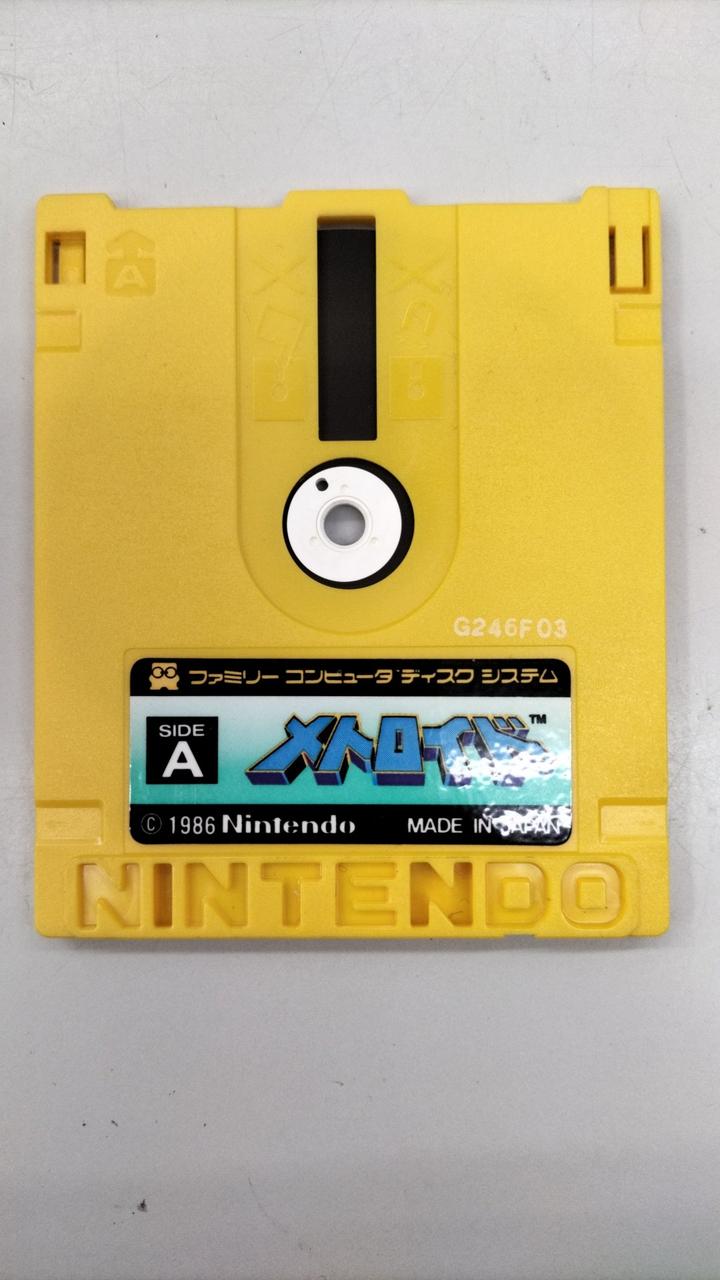 A
G246F03
ファミリー コンピュータ ディスク システム
SIDE
A
メトロイド™
© 1986 Nintendo MADE IN JAPAN
NINTENDO